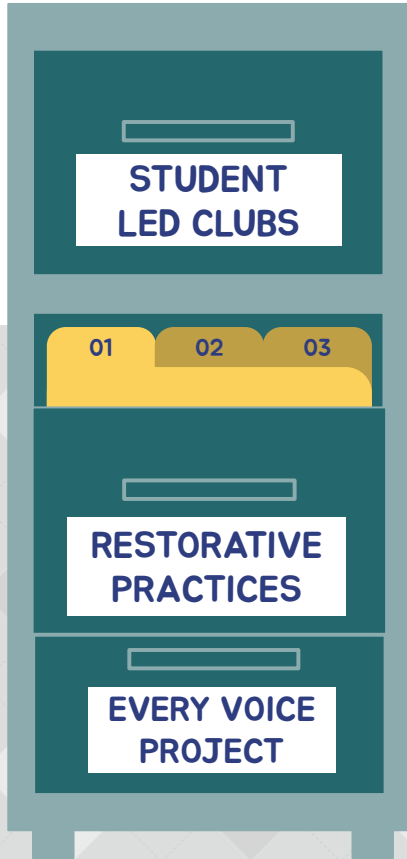 STUDENT
LED CLUBS
01 02 03
RESTORATIVE
PRACTICES
EVERY VOICE
PROJECT